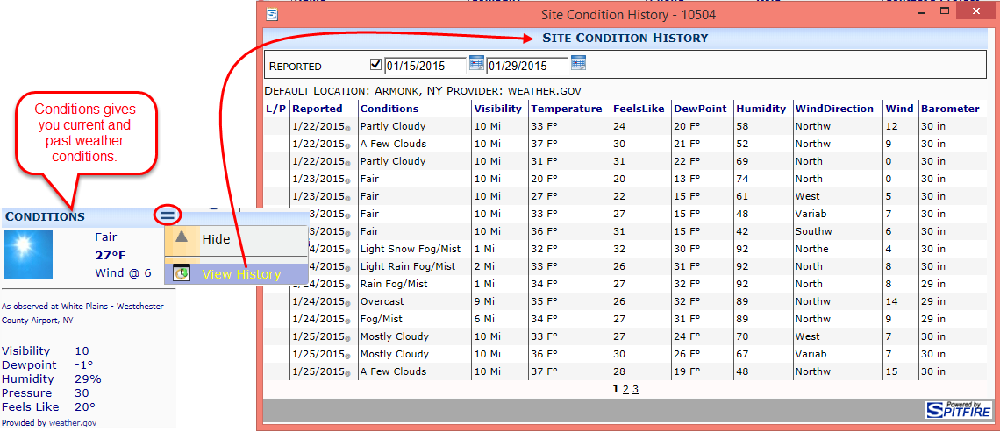 Site Condition History - 10504
SITE CONDITION HISTORY
REPORTED 01/15/2015 01/29/2015
DEFAULT LOCATION: ARMONK, NY PROVIDER: WEATHER.GOV
L/P Reported Conditions Visibility Temperature FeelsLike DewPoint Humidity WindDirection Wind Barometer
1/22/2015@ Partly Cloudy 10 Mi 33 F° 24 20 F° 58 Northw 12 30 in
1/22/2015@ A Few Clouds 10 Mi 37 F° 30 21 F° 52 Northw 9 30 in
1/22/2015@ Partly Cloudy 10 Mi 31 F° 31 22 F° 69 North 0 30 in
1/23/2015@ Fair 10 Mi 20 F° 20 13 F° 74 North 0 30 in
1/23/2015@ Fair 10 Mi 27 F° 22 15 F° 61 West 5 30 in
3/2015@ Fair 10 Mi 33 F° 27 15 F° 48 Variab 7 30 in
3/2015@ Fair 10 Mi 36 F° 31 15 F° 42 Southw 6 30 in
4/2015@ Light Snow Fog/Mist 1 Mi 32 F° 32 30 F° 92 Northe 4 30 in
4/2015@ Light Rain Fog/Mist 2 Mi 33 F° 26 31 F° 92 North 8 30 in
1/24/2015@ Rain Fog/Mist 1 Mi 34 F° 27 32 F° 92 North 8 29 in
1/24/2015@ Overcast 9 Mi 35 F° 26 32 F° 89 Northw 14 29 in
1/24/2015@ Fog/Mist 6 Mi 34 F° 27 31 F° 89 Northw 9 29 in
1/25/2015@ Mostly Cloudy 10 Mi 33 F° 27 24 F° 70 West 7 30 in
1/25/2015@ Mostly Cloudy 10 Mi 36 F° 30 26 F° 67 Variab 7 30 in
1/25/2015@ A Few Clouds 10 Mi 37 F° 28 19 F° 48 Northw 15 30 in
1 2 3
Powered by
SPITFIRE
Conditions gives
you current and
past weather
conditions.
CONDITIONS
Hide
View History
Fair
27°F
Wind @ 6
As observed at White Plains - Westchester
County Airport, NY
Visibility 10
Dewpoint -1°
Humidity 29%
Pressure 30
Feels Like 20°
Provided by weather.gov